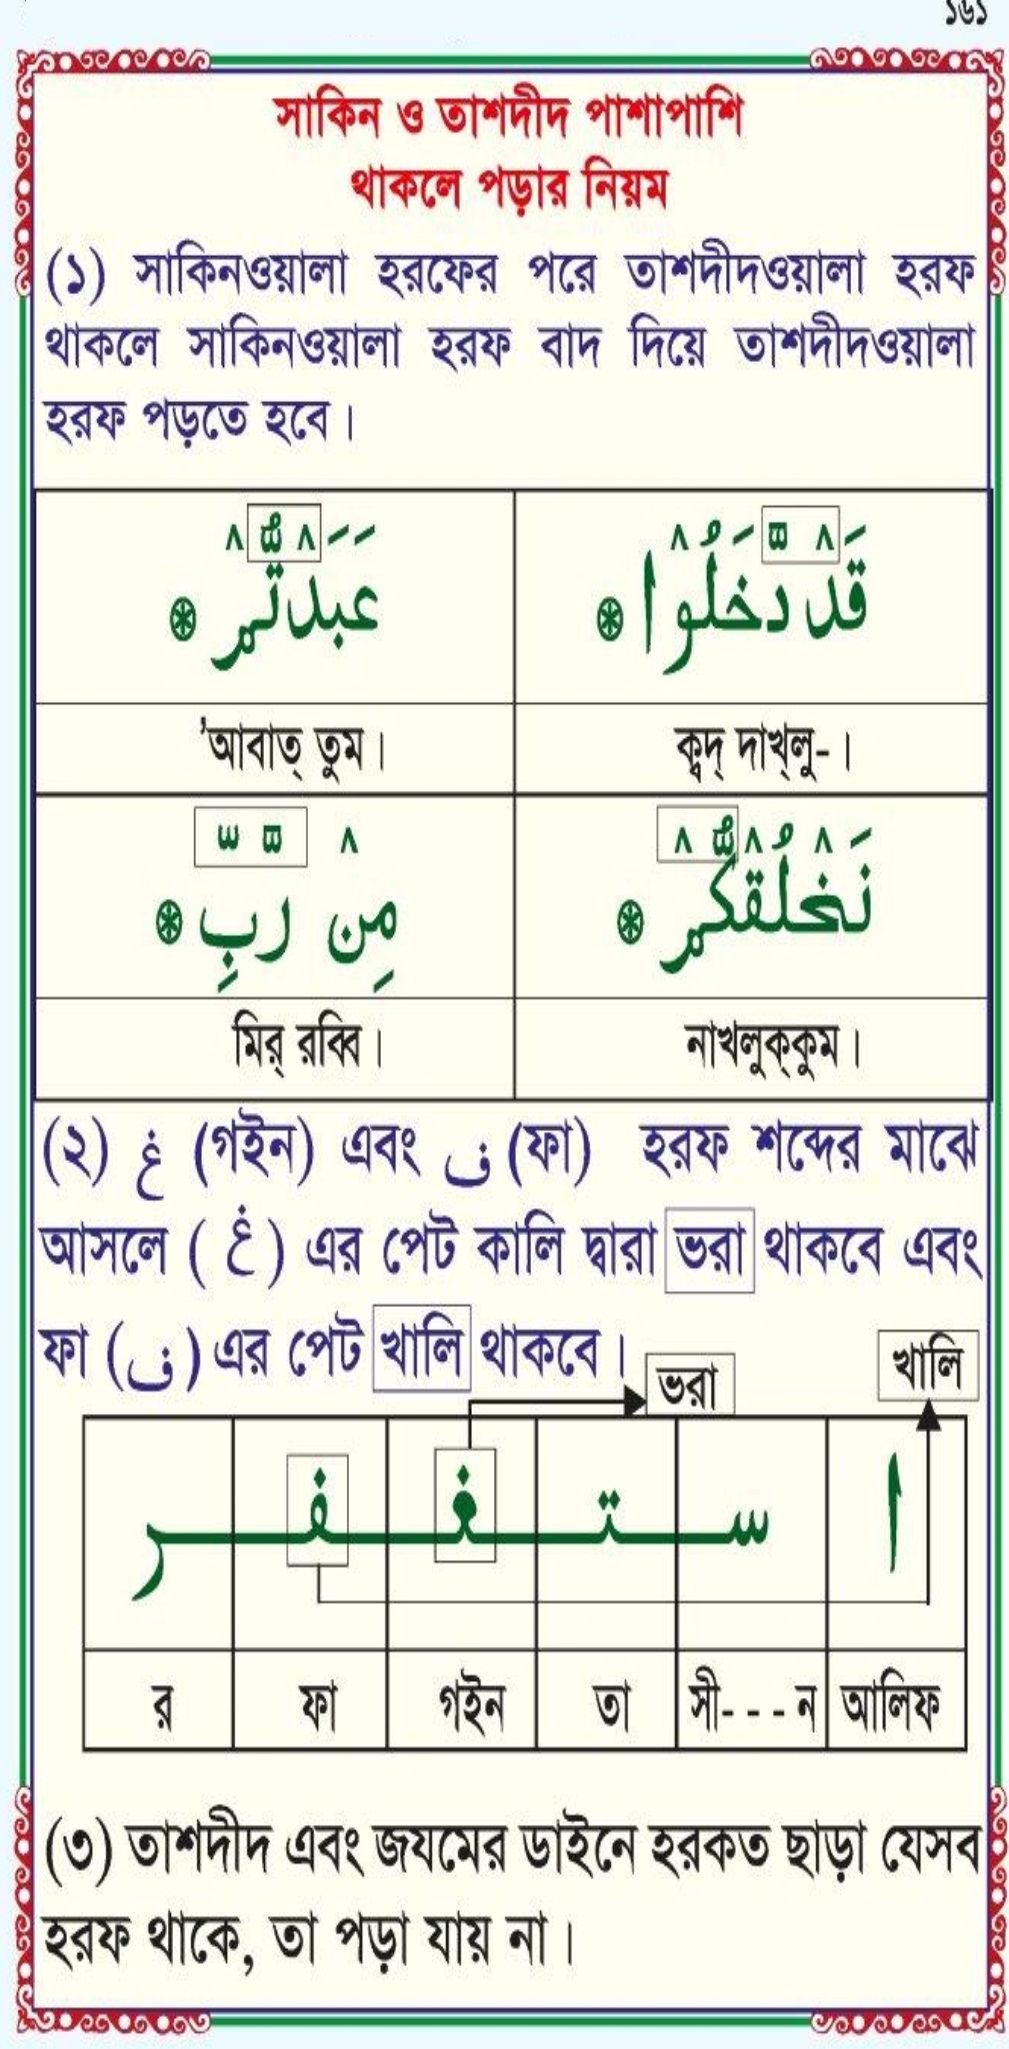 ১৬১
সাকিন ও তাশদীদ পাশাপাশি
থাকলে পড়ার নিয়ম
(১) সাকিনওয়ালা হরফের পরে তাশদীদওয়ালা হরফ
থাকলে সাকিনওয়ালা হরফ বাদ দিয়ে তাশদীদওয়ালা
হরফ পড়তে হবে।
قَدْ دَّخَلُوْا
عَبَدْتُّمْ
ক্বদ্ দাখ্লু-।
'আবাত্ তুম।
نَخْلُقْكُّمْ
مِنْ رَّبِّ
নাখলুক্কুম।
মির্ রব্বি।
(২) غ (গইন) এবং ف (ফা) হরফ শব্দের মাঝে
আসলে ( غ ) এর পেট কালি দ্বারা ভরা থাকবে এবং
ফা (ف) এর পেট খালি থাকবে।
ভরা
খালি
ا ستغفر
র ফা গইন তা সী---ন আলিফ
(৩) তাশদীদ এবং জযমের ডাইনে হরকত ছাড়া যেসব
হরফ থাকে, তা পড়া যায় না।